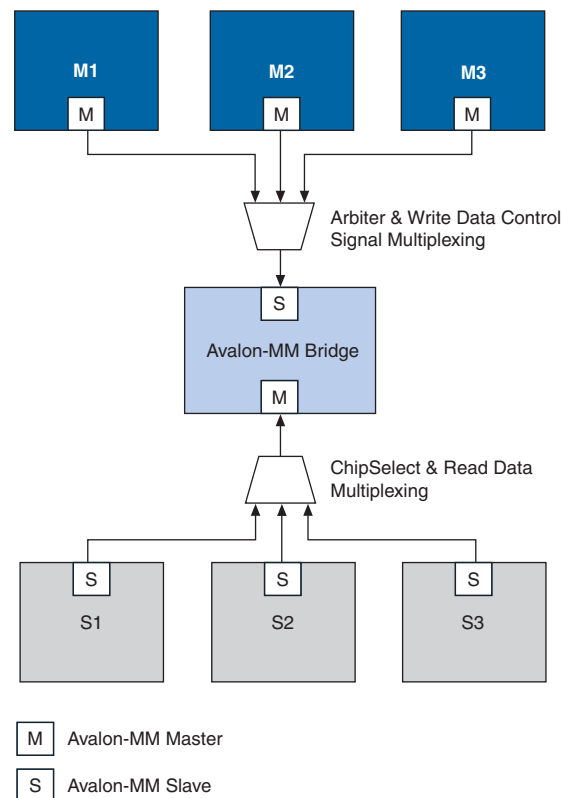 M1 M2 M3
M M M
Arbiter & Write Data Control
Signal Multiplexing
S
Avalon-MM Bridge
M
ChipSelect & Read Data
Multiplexing
S S S
S1 S2 S3
M Avalon-MM Master
S Avalon-MM Slave